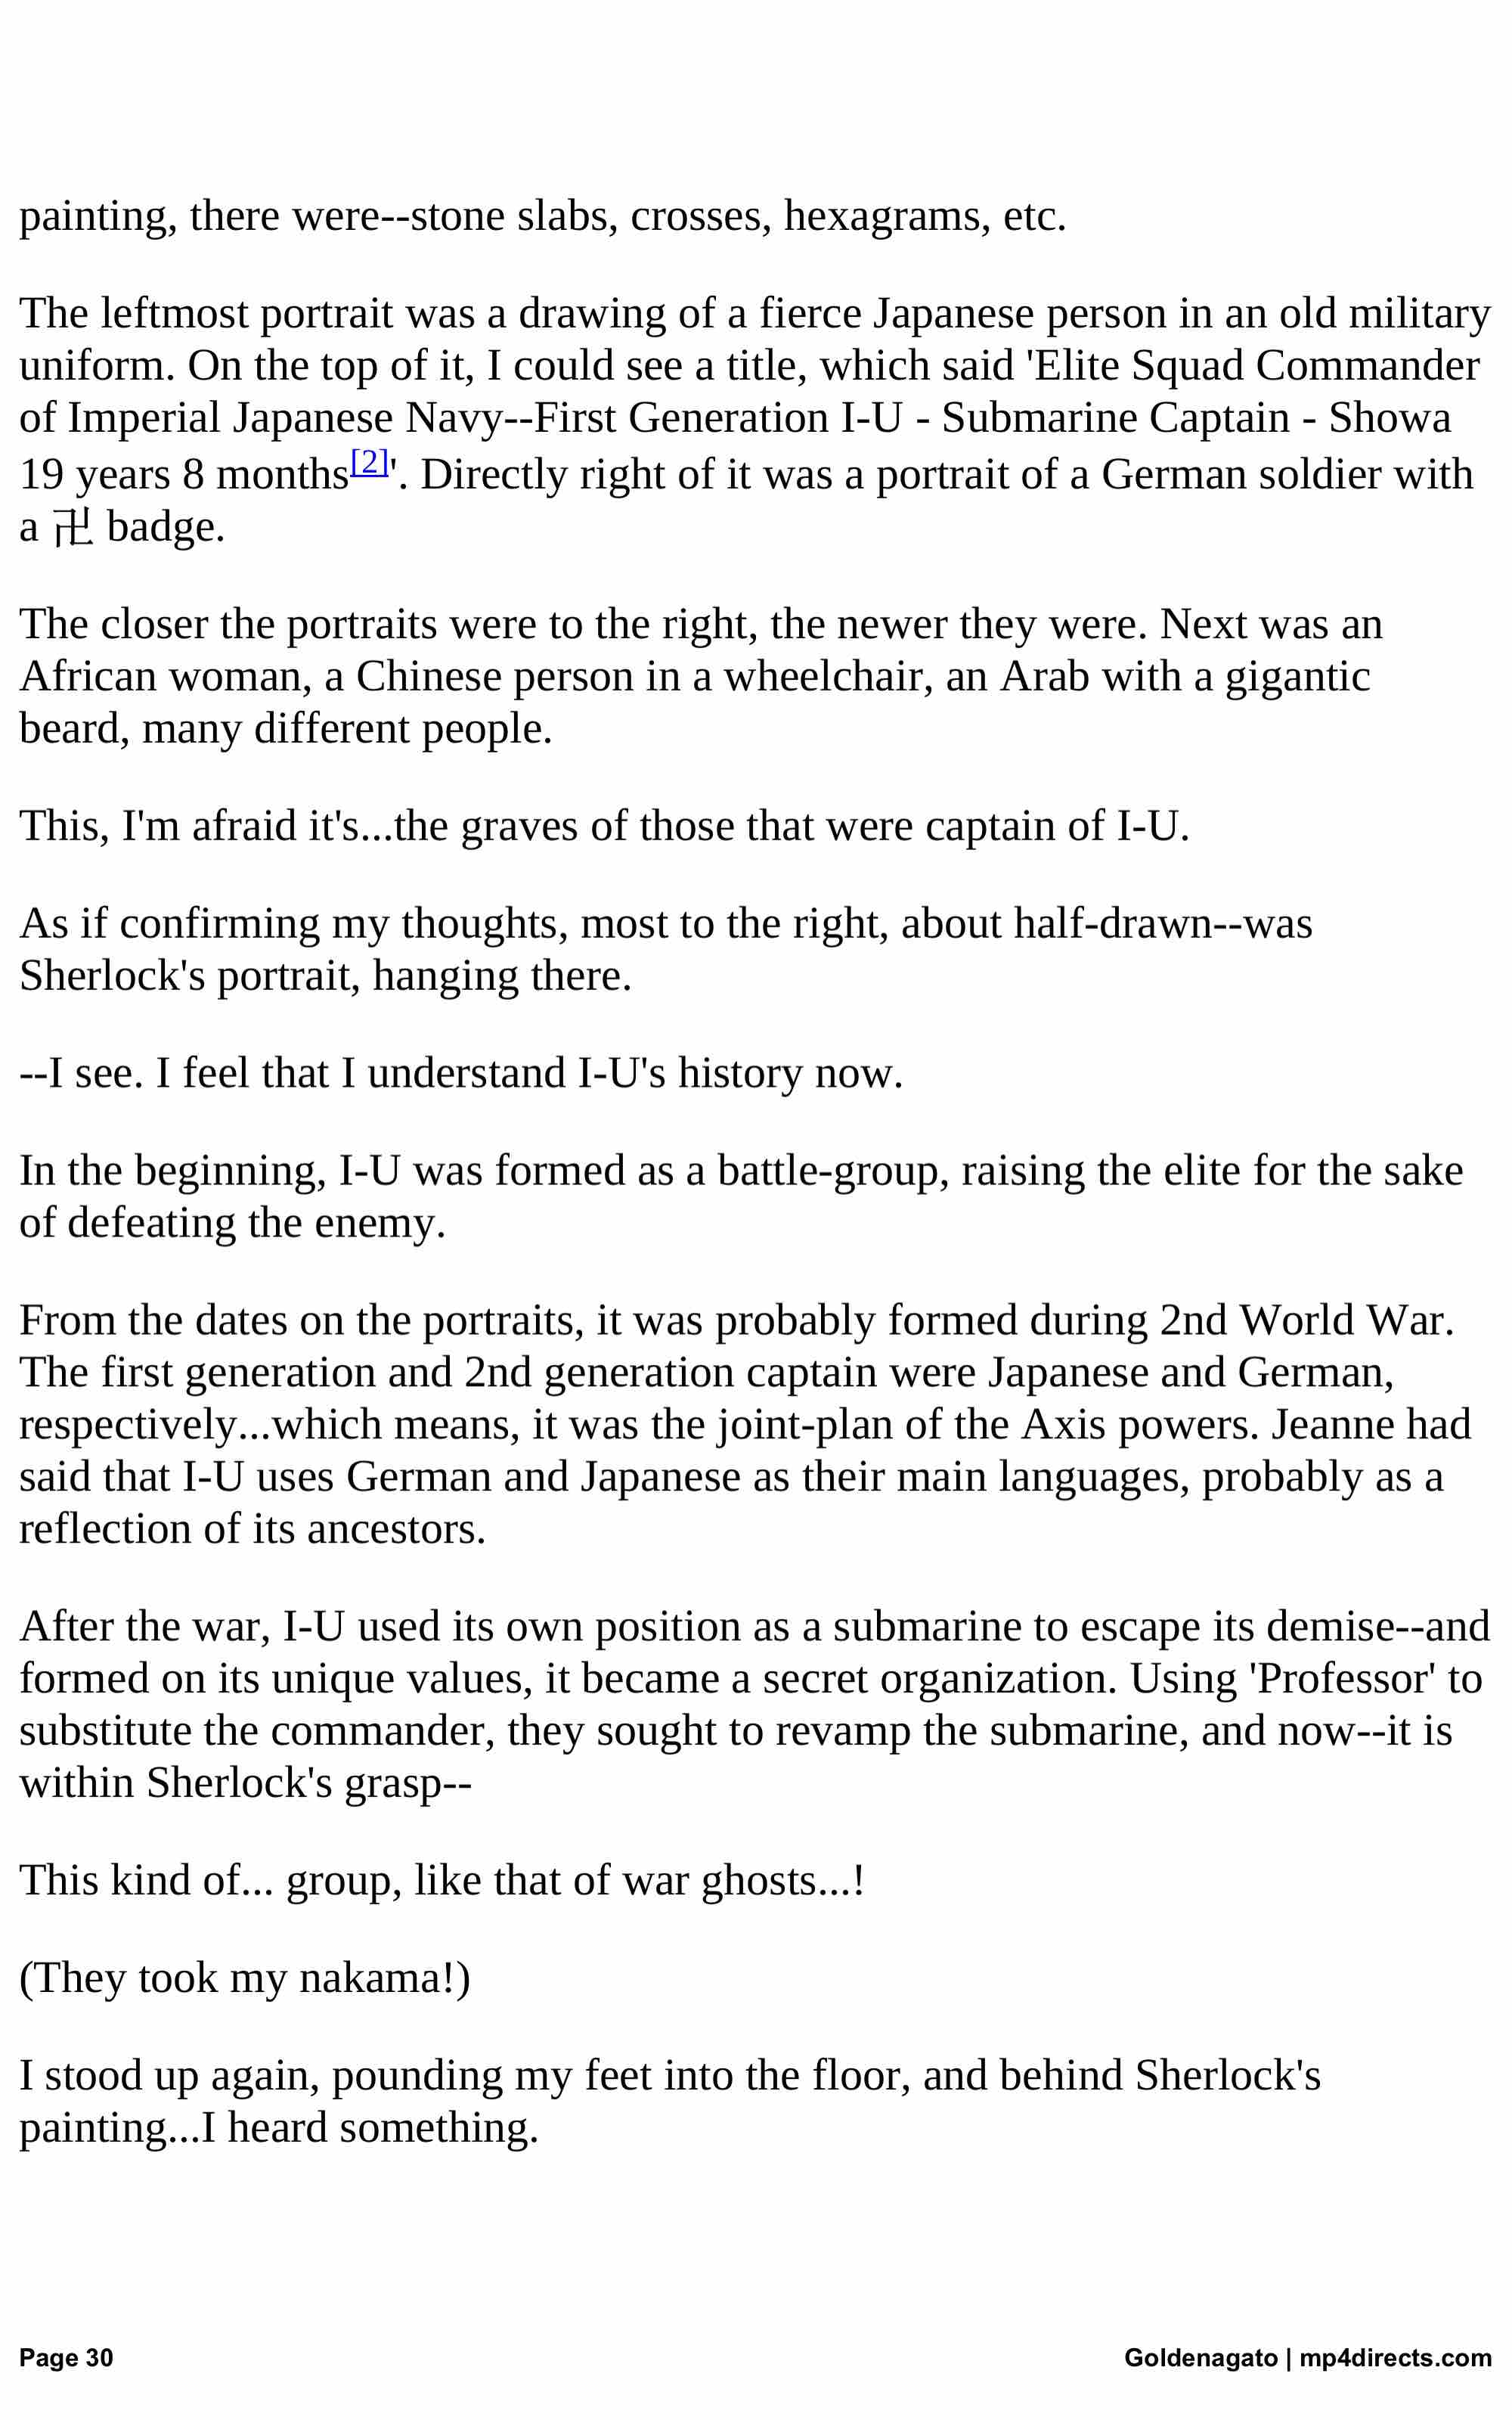 painting, there were--stone slabs, crosses, hexagrams, etc.
The leftmost portrait was a drawing of a fierce Japanese person in an old military
uniform. On the top of it, I could see a title, which said 'Elite Squad Commander
of Imperial Japanese Navy--First Generation I-U - Submarine Captain - Showa
19 years 8 months[2]'. Directly right of it was a portrait of a German soldier with
a 卍 badge.
The closer the portraits were to the right, the newer they were. Next was an
African woman, a Chinese person in a wheelchair, an Arab with a gigantic
beard, many different people.
This, I'm afraid it's...the graves of those that were captain of I-U.
As if confirming my thoughts, most to the right, about half-drawn--was
Sherlock's portrait, hanging there.
--I see. I feel that I understand I-U's history now.
In the beginning, I-U was formed as a battle-group, raising the elite for the sake
of defeating the enemy.
From the dates on the portraits, it was probably formed during 2nd World War.
The first generation and 2nd generation captain were Japanese and German,
respectively...which means, it was the joint-plan of the Axis powers. Jeanne had
said that I-U uses German and Japanese as their main languages, probably as a
reflection of its ancestors.
After the war, I-U used its own position as a submarine to escape its demise--and
formed on its unique values, it became a secret organization. Using 'Professor' to
substitute the commander, they sought to revamp the submarine, and now--it is
within Sherlock's grasp--
This kind of... group, like that of war ghosts...!
(They took my nakama!)
I stood up again, pounding my feet into the floor, and behind Sherlock's
painting...I heard something.
Page 30
Goldenagato | mp4directs.com